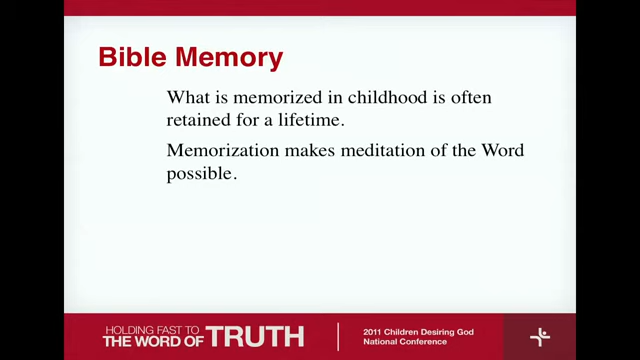 Bible Memory
What is memorized in childhood is often
retained for a lifetime.
Memorization makes meditation of the Word
possible.
HOLDING FAST TO
THE WORD OF TRUTH
2011 Children Desiring God
National Conference